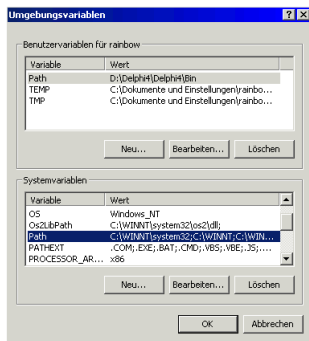 Umgebungsvariablen
Benutzervariablen für rainbow
Variable Wert
Path D:\Delphi4\Delphi4\Bin
TEMP C:\Dokumente und Einstellungen\rainbo...
TMP C:\Dokumente und Einstellungen\rainbo...
Neu... Bearbeiten... Löschen
Systemvariablen
Variable Wert
OS Windows_NT
Os2LibPath C:\WINNT\system32\os2\dll;
Path C:\WINNT\system32;C:\WINNT;C:\WIN...
PATHEXT .COM;.EXE;.BAT;.CMD;.VBS;.VBE;.JS;....
PROCESSOR_AR... x86
Neu... Bearbeiten... Löschen
OK Abbrechen